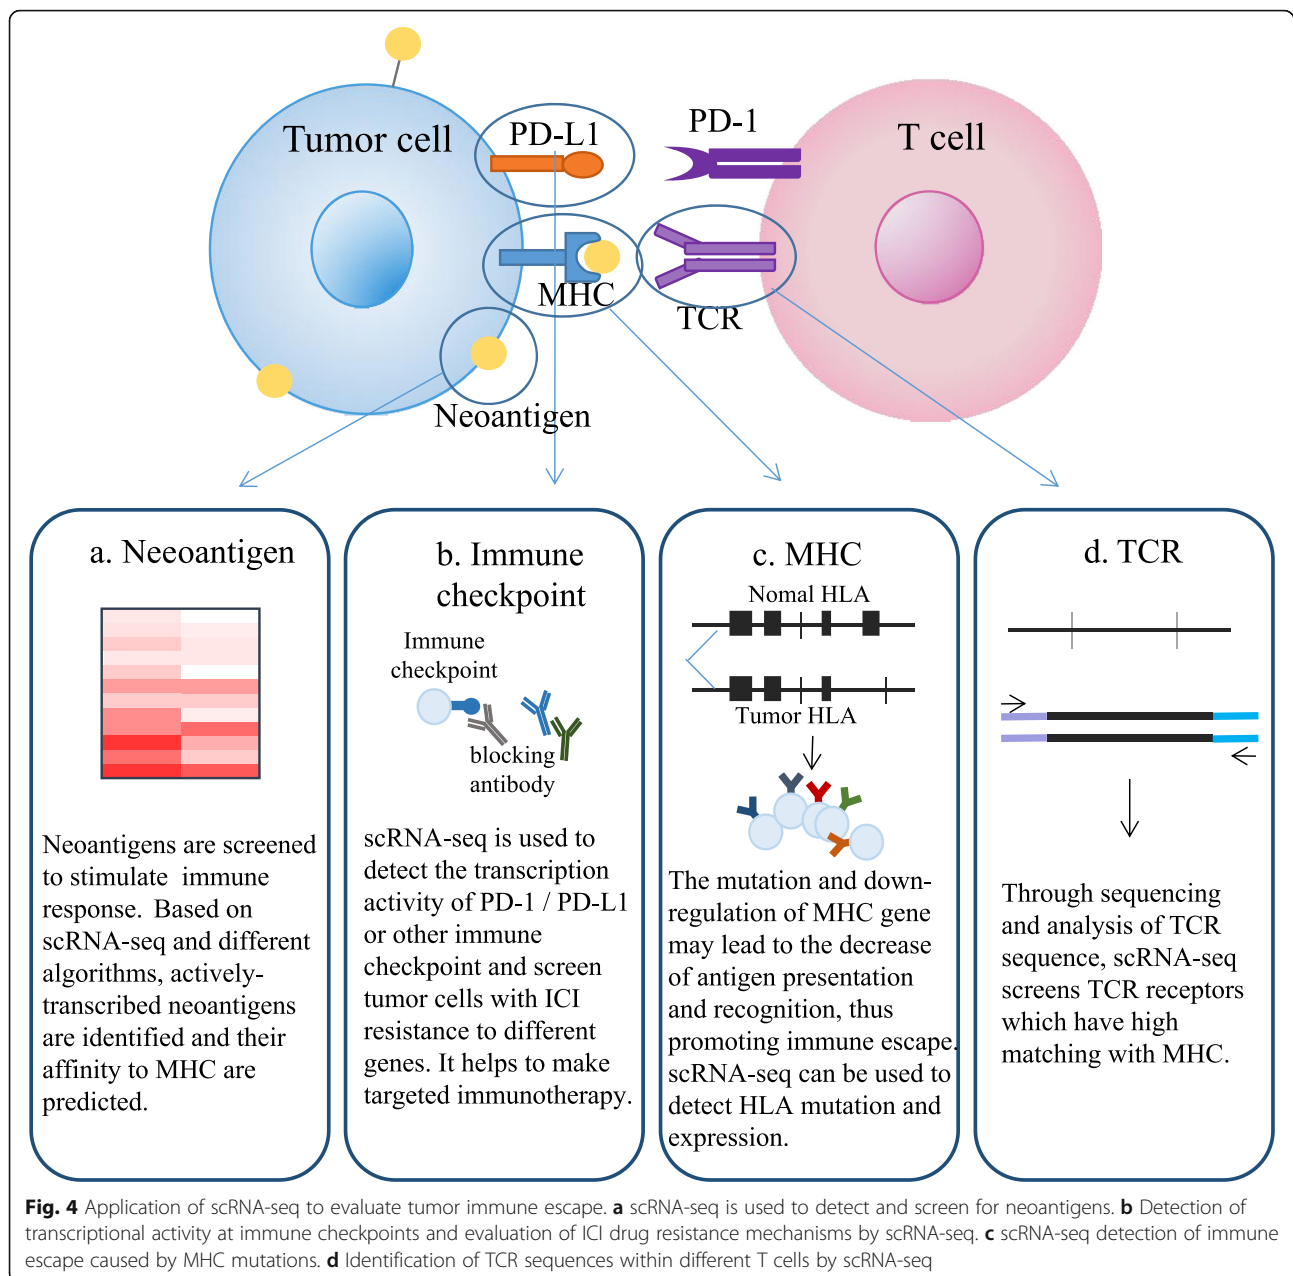 Tumor cell
PD-L1
PD-1
T cell
MHC
TCR
Neoantigen
a. Neeoantigen
Neoantigens are screened
to stimulate immune
response. Based on
scRNA-seq and different
algorithms, actively-
transcribed neoantigens
are identified and their
affinity to MHC are
predicted.
b. Immune
checkpoint
Immune
checkpoint
blocking
antibody
scRNA-seq is used to
detect the transcription
activity of PD-1 / PD-L1
or other immune
checkpoint and screen
tumor cells with ICI
resistance to different
genes. It helps to make
targeted immunotherapy.
c. MHC
Nomal HLA
Tumor HLA
The mutation and down-
regulation of MHC gene
may lead to the decrease
of antigen presentation
and recognition, thus
promoting immune escape.
scRNA-seq can be used to
detect HLA mutation and
expression.
d. TCR
Through sequencing
and analysis of TCR
sequence, scRNA-seq
screens TCR receptors
which have high
matching with MHC.
Fig. 4 Application of scRNA-seq to evaluate tumor immune escape. a scRNA-seq is used to detect and screen for neoantigens. b Detection of
transcriptional activity at immune checkpoints and evaluation of ICI drug resistance mechanisms by scRNA-seq. c scRNA-seq detection of immune
escape caused by MHC mutations. d Identification of TCR sequences within different T cells by scRNA-seq